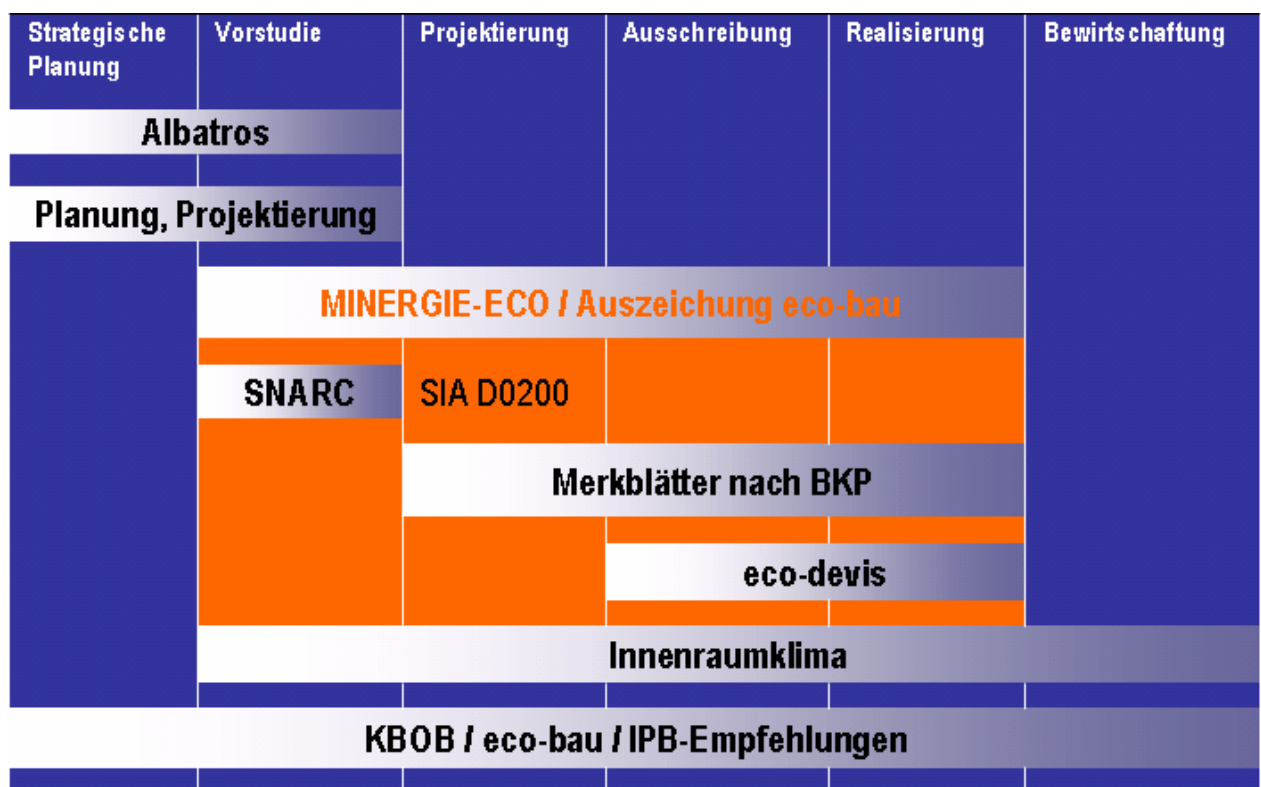 Strategische
Planung
Vorstudie
Projektierung
Ausschreibung
Realisierung
Bewirtschaftung
Albatros
Planung, Projektierung
MINERGIE-ECO / Auszeichung eco-bau
SNARC
SIA D0200
Merkblätter nach BKP
eco-devis
Innenraumklima
KBOB / eco-bau / IPB-Empfehlungen